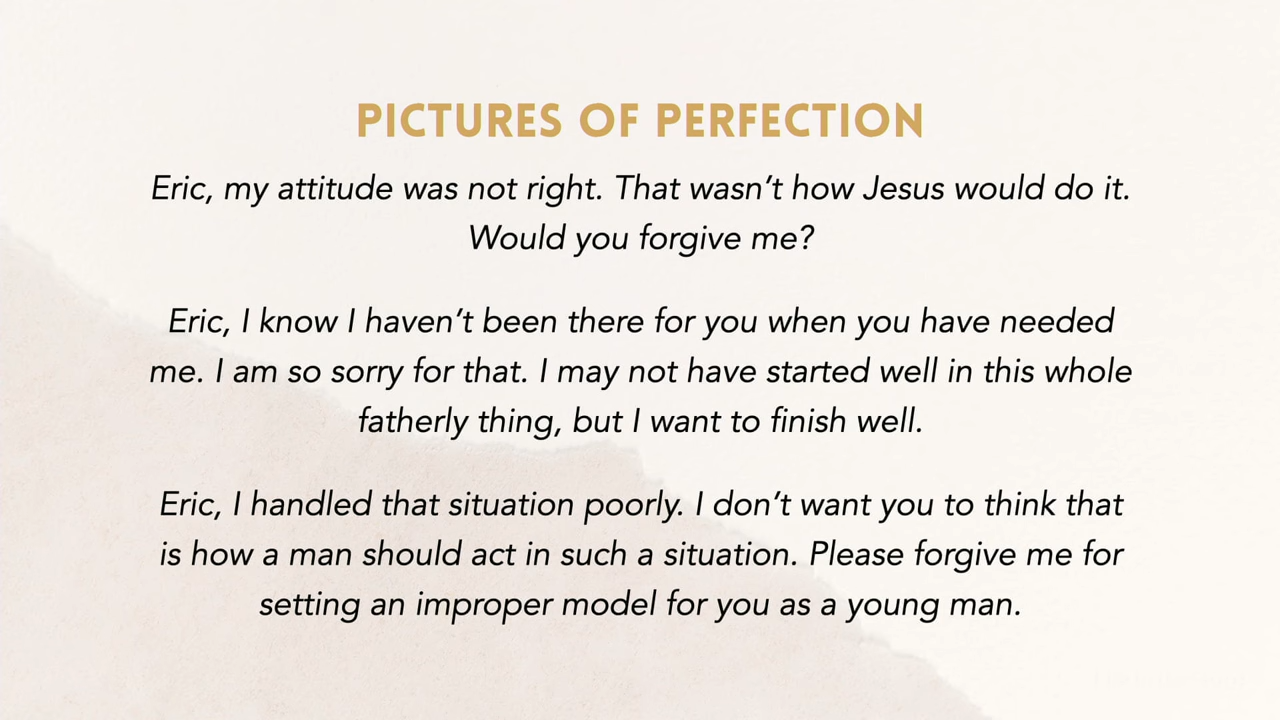 PICTURES OF PERFECTION
Eric, my attitude was not right. That wasn’t how Jesus would do it.
Would you forgive me?
Eric, I know I haven’t been there for you when you have needed
me. I am so sorry for that. I may not have started well in this whole
fatherly thing, but I want to finish well.
Eric, I handled that situation poorly. I don’t want you to think that
is how a man should act in such a situation. Please forgive me for
setting an improper model for you as a young man.